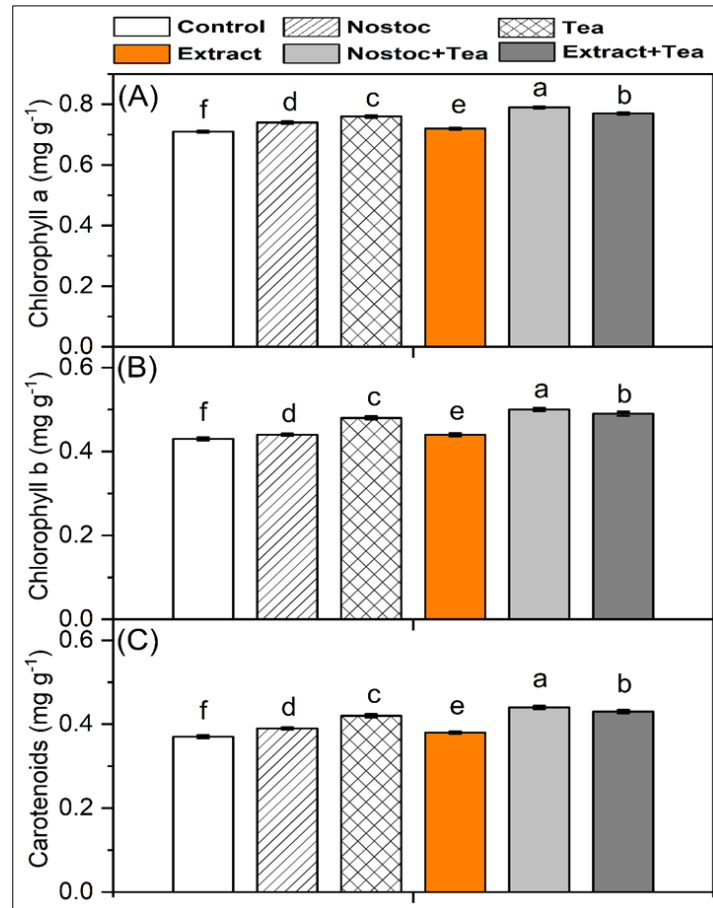 Control Nostoc Tea
Extract Nostoc+Tea Extract+Tea
(A)
Chlorophyll a (mg g⁻¹)
0.8
0.6
0.4
0.2
0.0
f d c e a b
(B)
Chlorophyll b (mg g⁻¹)
0.6
0.4
0.2
0.0
f d c e a b
(C)
Carotenoids (mg g⁻¹)
0.6
0.4
0.2
0.0
f d c e a b